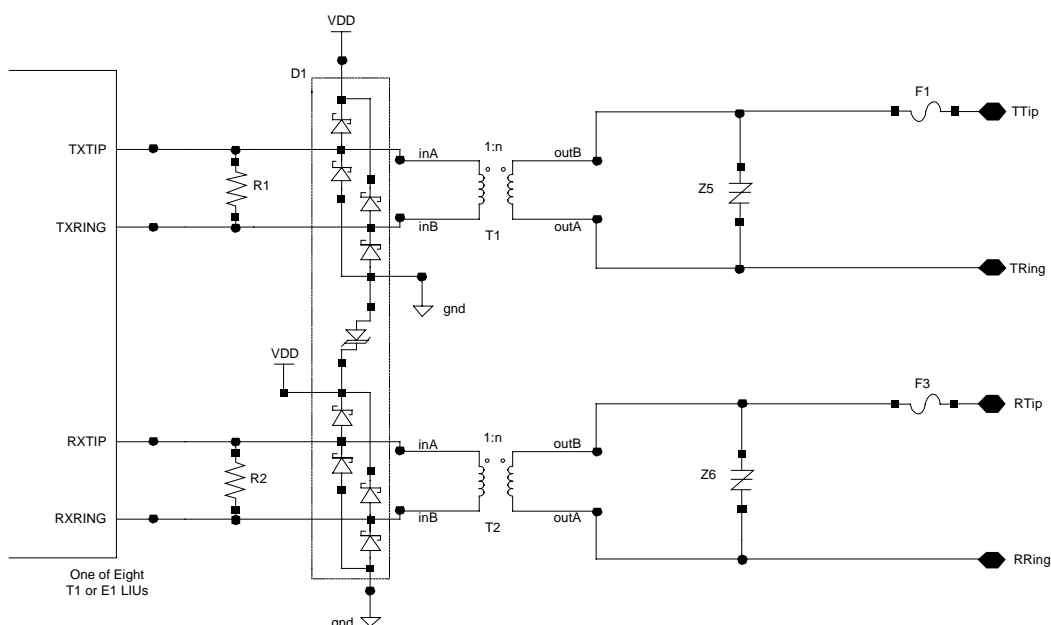 VDD
D1
F1
TTip
TXTIP
inA
1:n
outB
R1
Z5
TXRING
inB
T1
outA
TRing
gnd
VDD
F3
RTip
RXTIP
inA
1:n
outB
R2
Z6
RXRING
inB
T2
outA
RRing
One of Eight
T1 or E1 LIUs
gnd